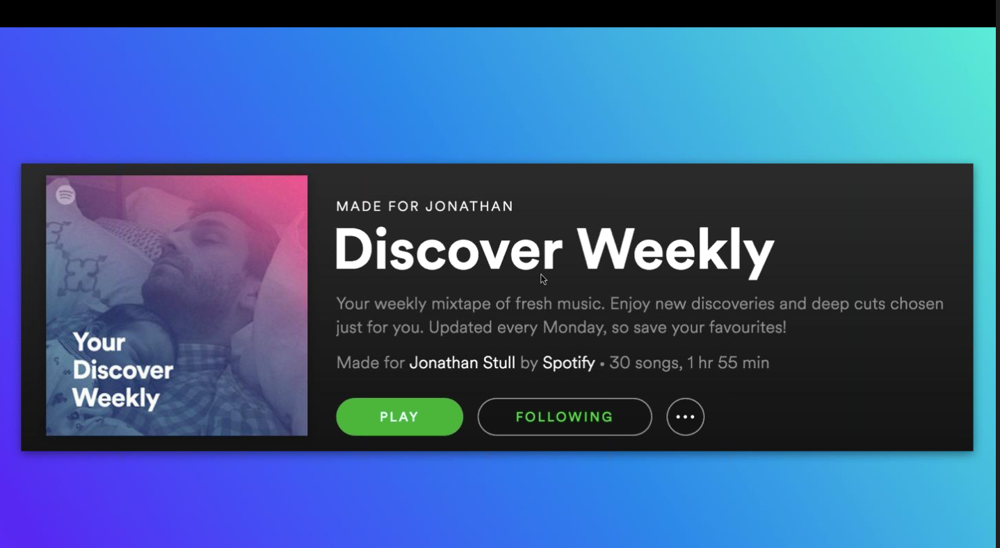 MADE FOR JONATHAN
Discover Weekly
Your weekly mixtape of fresh music. Enjoy new discoveries and deep cuts chosen
just for you. Updated every Monday, so save your favourites!
Made for Jonathan Stull by Spotify • 30 songs, 1 hr 55 min
PLAY FOLLOWING
Your
Discover
Weekly